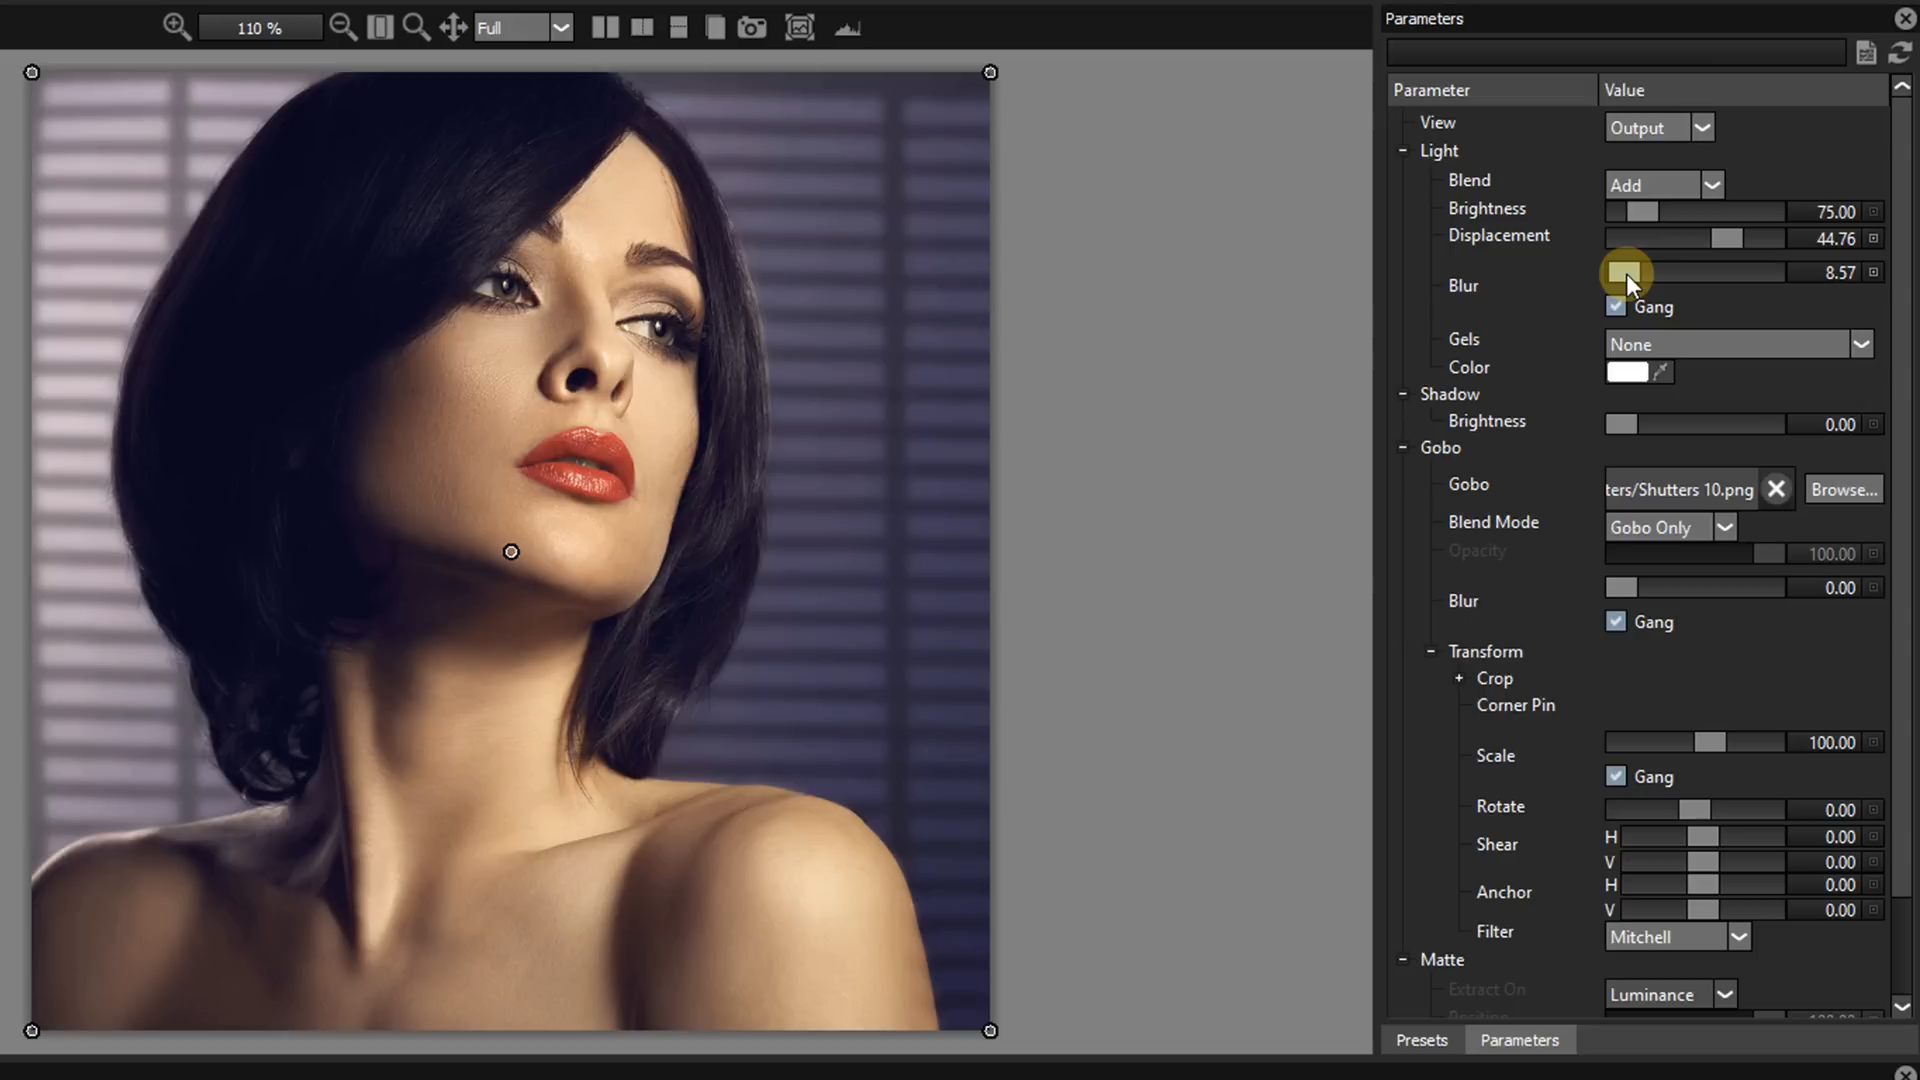 110 %
Full
Parameters
Parameter Value
View Output
Light
Blend Add
Brightness 75.00
Displacement 44.76
Blur 8.57
Gang
Gels None
Color
Shadow
Brightness 0.00
Gobo
Gobo ters/Shutters 10.png Browse...
Blend Mode Gobo Only
Opacity 100.00
Blur 0.00
Gang
Transform
Crop
Corner Pin
Scale 100.00
Gang
Rotate 0.00
Shear H 0.00
V 0.00
Anchor H 0.00
V 0.00
Filter Mitchell
Matte
Extract On Luminance
Position 100.00
Presets Parameters